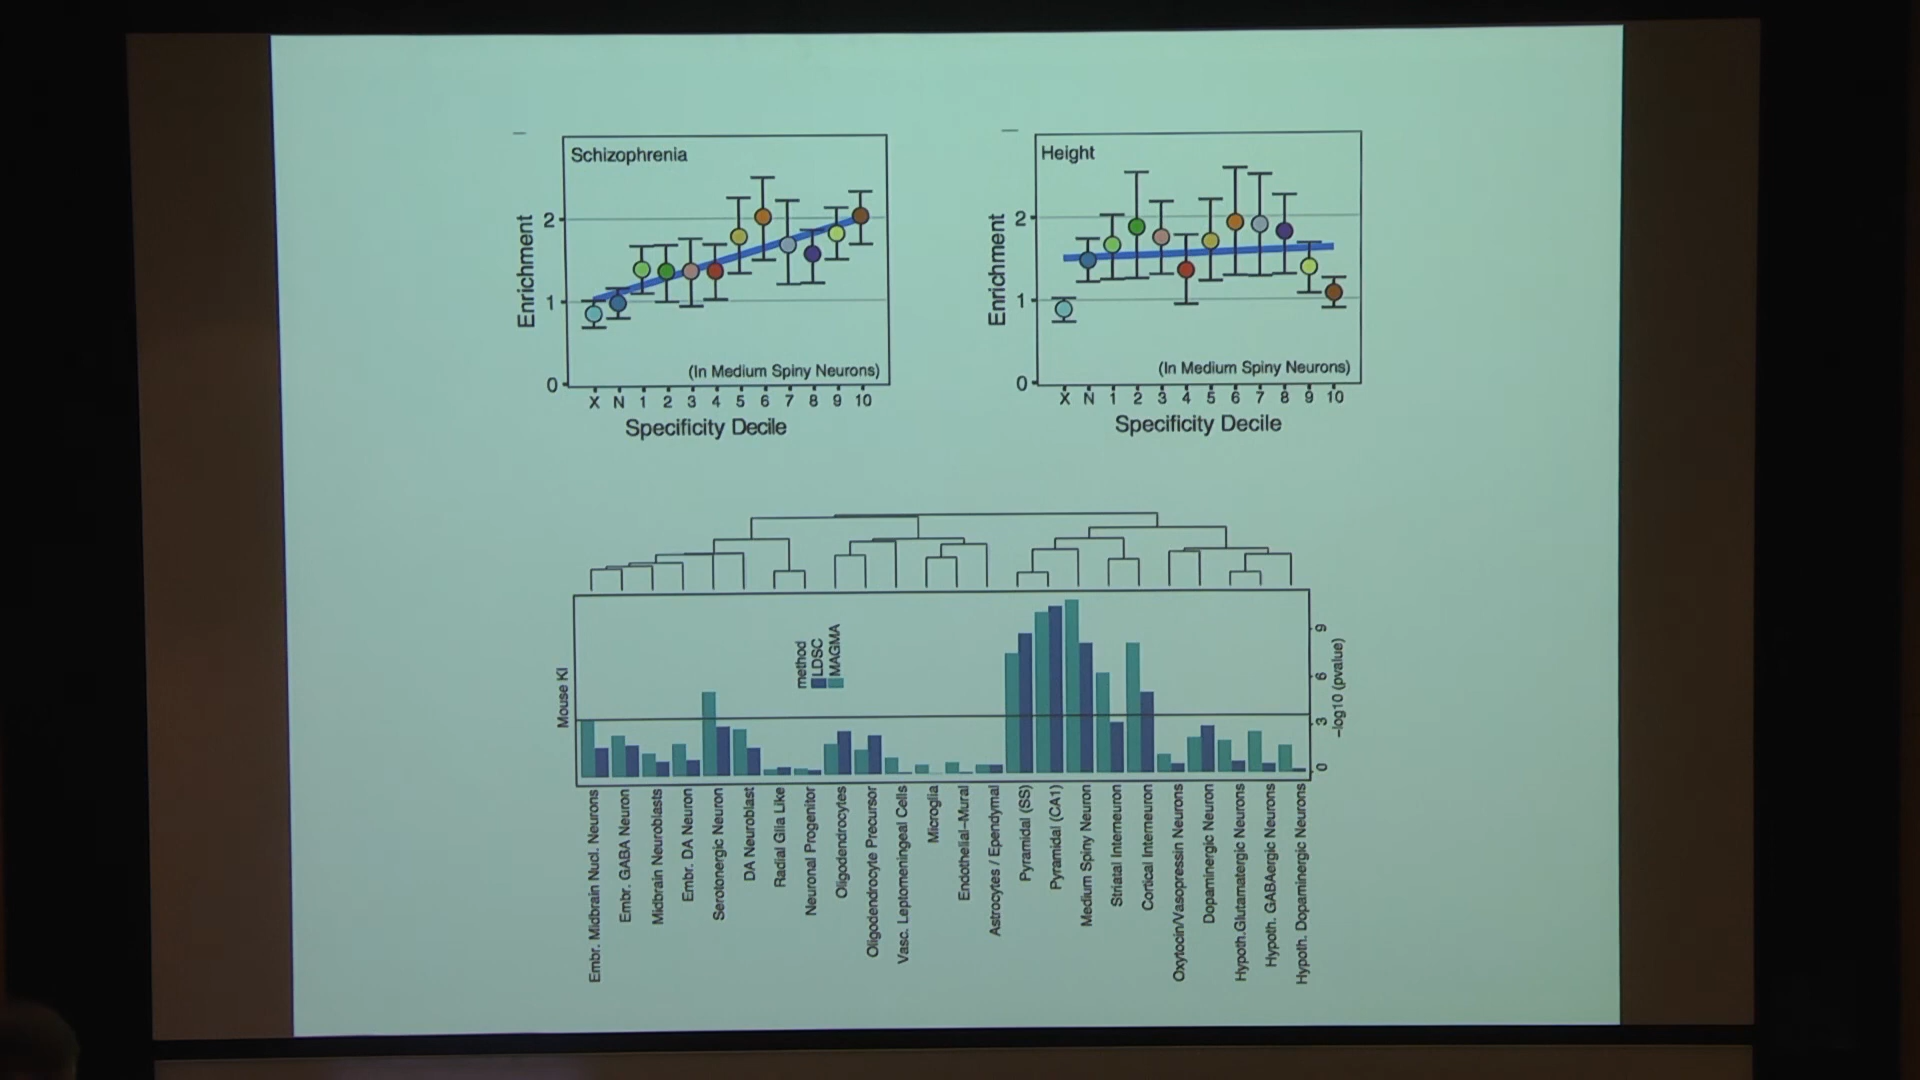 Schizophrenia
Enrichment
2
1
0
(In Medium Spiny Neurons)
X N 1 2 3 4 5 6 7 8 9 10
Specificity Decile
Height
Enrichment
2
1
0
(In Medium Spiny Neurons)
X N 1 2 3 4 5 6 7 8 9 10
Specificity Decile
Mouse KI
method
LDSC
MAGMA
9
6
3
0
-log10 (pvalue)
Embr. Midbrain Nucl. Neurons
Embr. GABA Neuron
Midbrain Neuroblasts
Embr. DA Neuron
Serotonergic Neuron
DA Neuroblast
Radial Glia Like
Neuronal Progenitor
Oligodendrocytes
Oligodendrocyte Precursor
Vasc. Leptomeningeal Cells
Microglia
Endothelial-Mural
Astrocytes / Ependymal
Pyramidal (SS)
Pyramidal (CA1)
Medium Spiny Neuron
Striatal Interneuron
Cortical Interneuron
Oxytocin/Vasopressin Neurons
Dopaminergic Neuron
Hypoth.Glutamatergic Neurons
Hypoth. GABAergic Neurons
Hypoth. Dopaminergic Neurons